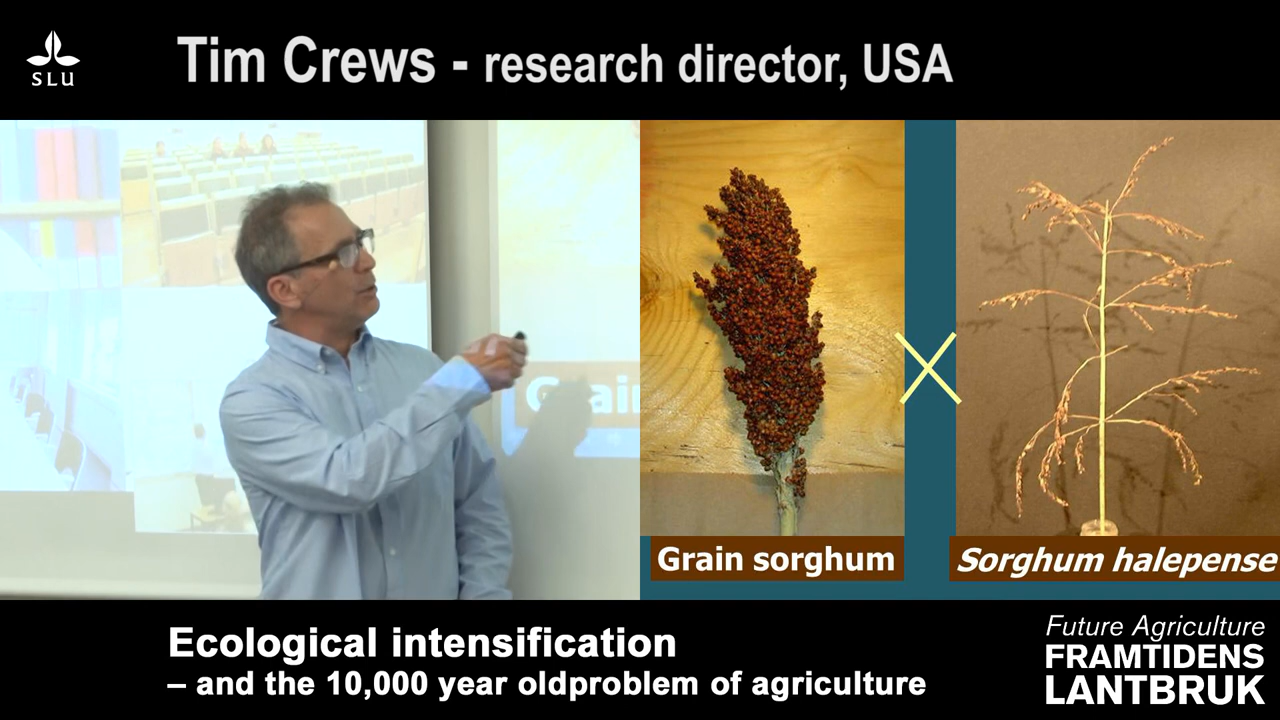 SLU
Tim Crews - research director, USA
Grain
Grain sorghum
Sorghum halepense
Ecological intensification
– and the 10,000 year oldproblem of agriculture
Future Agriculture
FRAMTIDENS
LANTBRUK